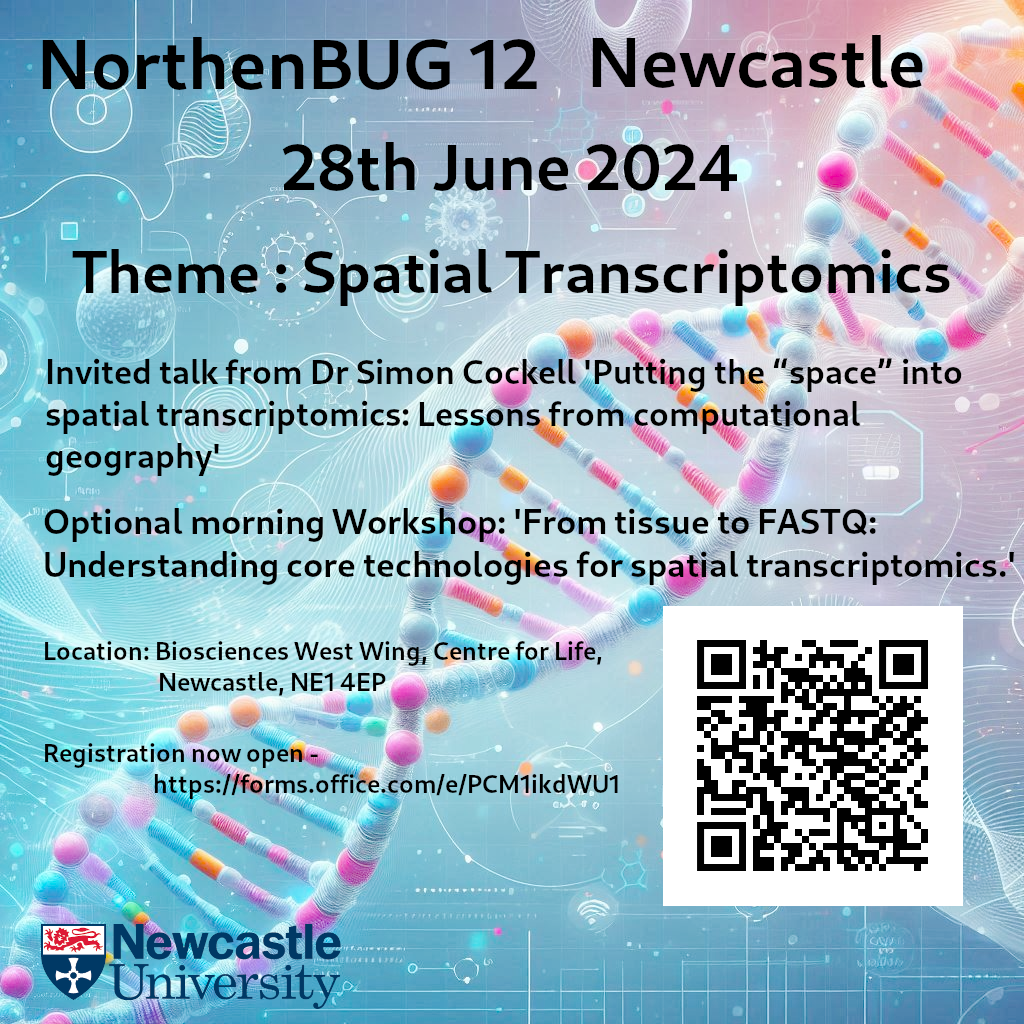 NorthenBUG 12 Newcastle
28th June 2024
Theme : Spatial Transcriptomics
Invited talk from Dr Simon Cockell 'Putting the “space” into
spatial transcriptomics: Lessons from computational
geography'
Optional morning Workshop: 'From tissue to FASTQ:
Understanding core technologies for spatial transcriptomics.'
Location: Biosciences West Wing, Centre for Life,
Newcastle, NE1 4EP
Registration now open -
https://forms.office.com/e/PCM1ikdWU1
Newcastle
University